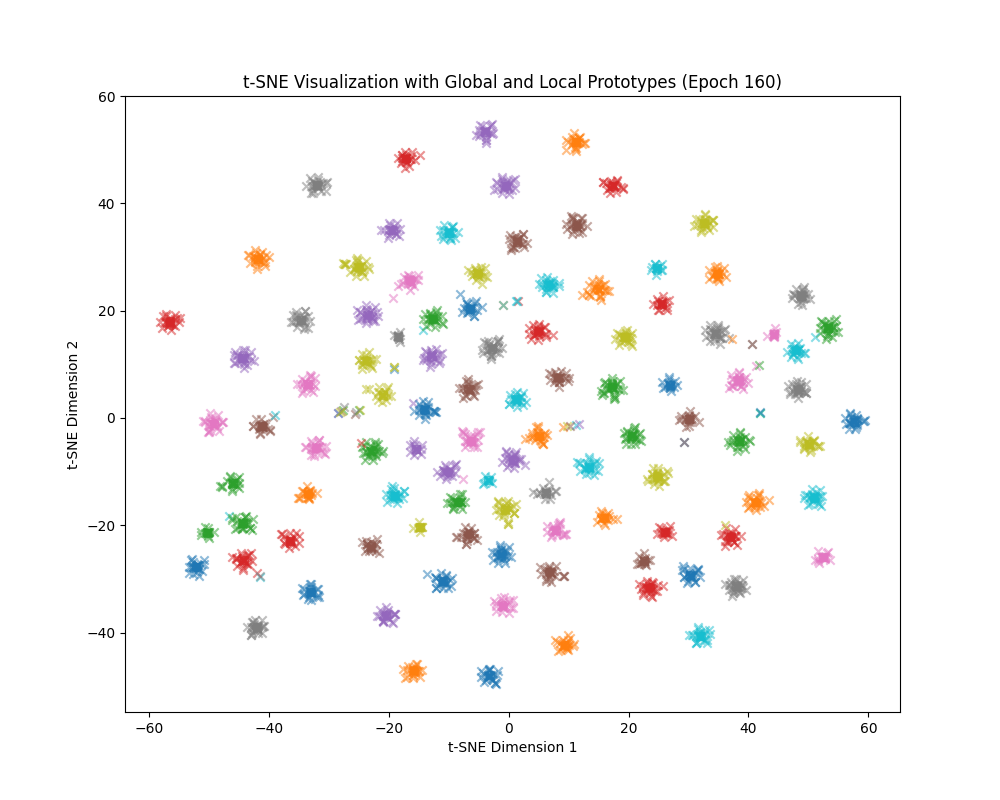 t-SNE Visualization with Global and Local Prototypes (Epoch 160)
60
40
20
0
−20
−40
t-SNE Dimension 2
−60 −40 −20 0 20 40 60
t-SNE Dimension 1